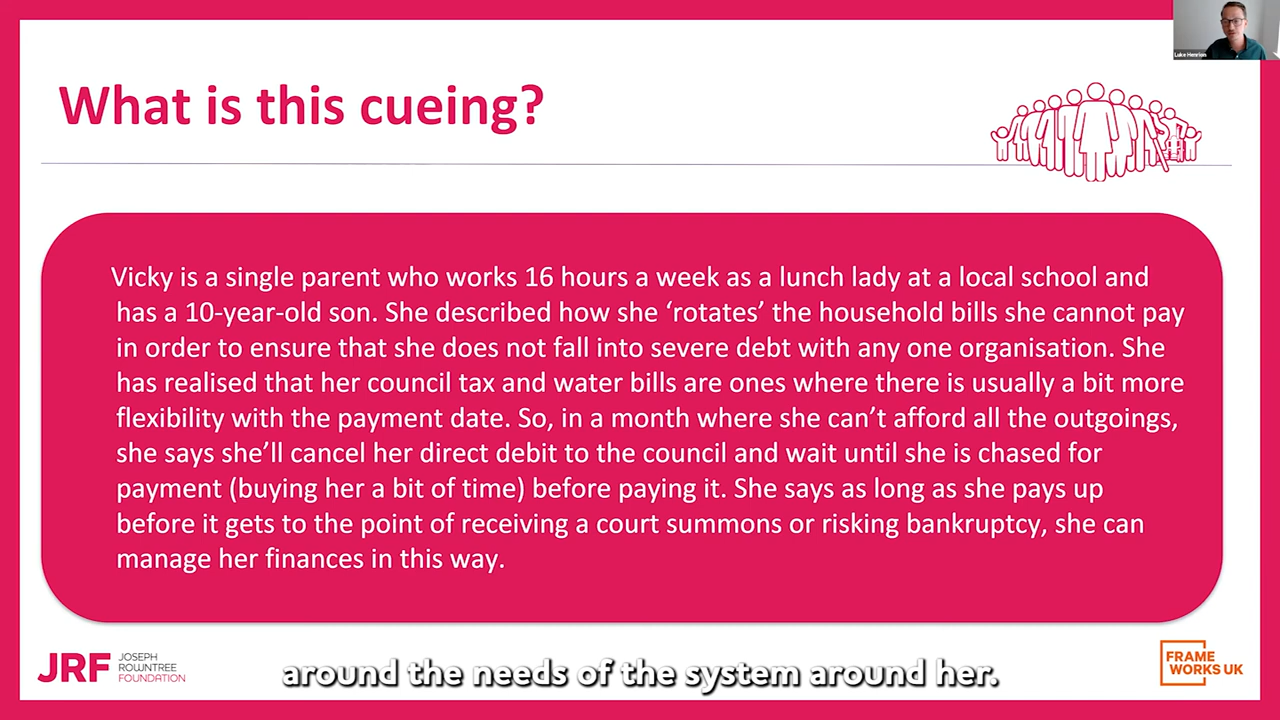 Luke Henrion
What is this cueing?
Vicky is a single parent who works 16 hours a week as a lunch lady at a local school and
has a 10-year-old son. She described how she ‘rotates’ the household bills she cannot pay
in order to ensure that she does not fall into severe debt with any one organisation. She
has realised that her council tax and water bills are ones where there is usually a bit more
flexibility with the payment date. So, in a month where she can’t afford all the outgoings,
she says she’ll cancel her direct debit to the council and wait until she is chased for
payment (buying her a bit of time) before paying it. She says as long as she pays up
before it gets to the point of receiving a court summons or risking bankruptcy, she can
manage her finances in this way.
JRF
JOSEPH
ROWNTREE
FOUNDATION
around the needs of the system around her.
FRAME
WORKS UK